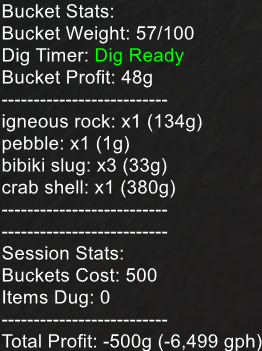 Bucket Stats:
Bucket Weight: 57/100
Dig Timer: Dig Ready
Bucket Profit: 48g
--------------------------
igneous rock: x1 (134g)
pebble: x1 (1g)
bibiki slug: x3 (33g)
crab shell: x1 (380g)
--------------------------
--------------------------
Session Stats:
Buckets Cost: 500
Items Dug: 0
--------------------------
Total Profit: -500g (-6,499 gph)